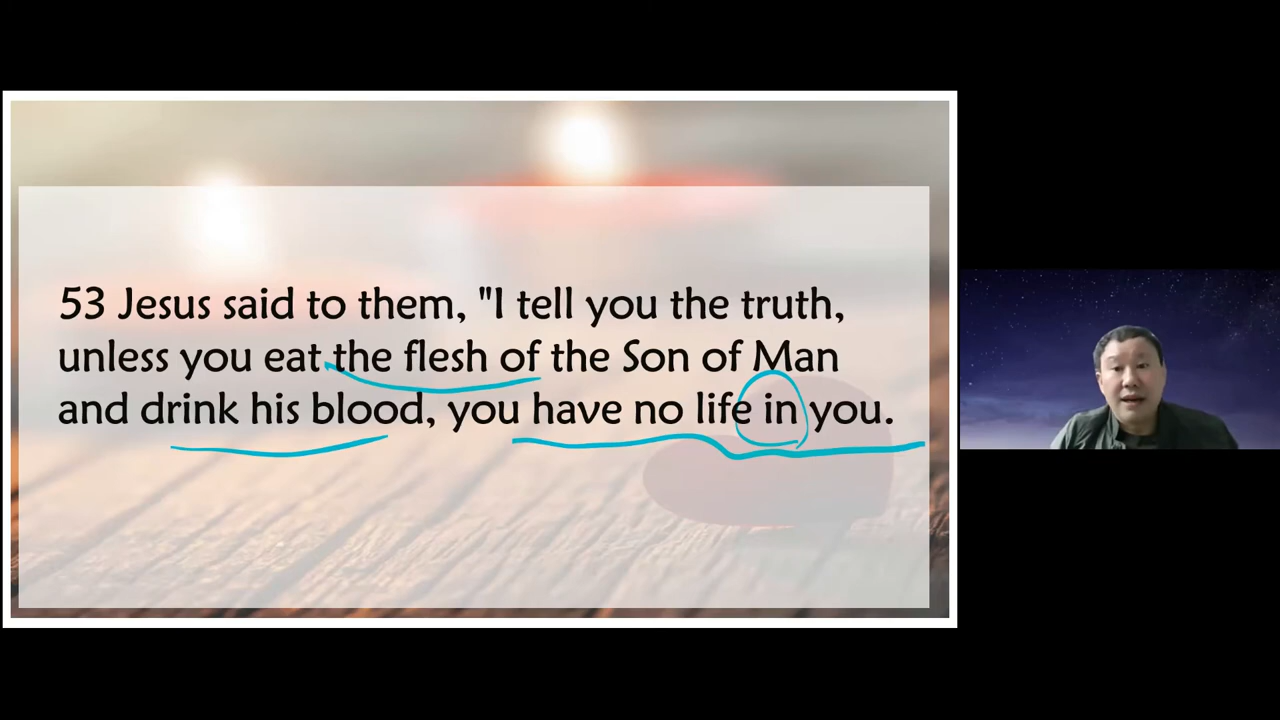 53 Jesus said to them, "I tell you the truth,
unless you eat the flesh of the Son of Man
and drink his blood, you have no life in you.